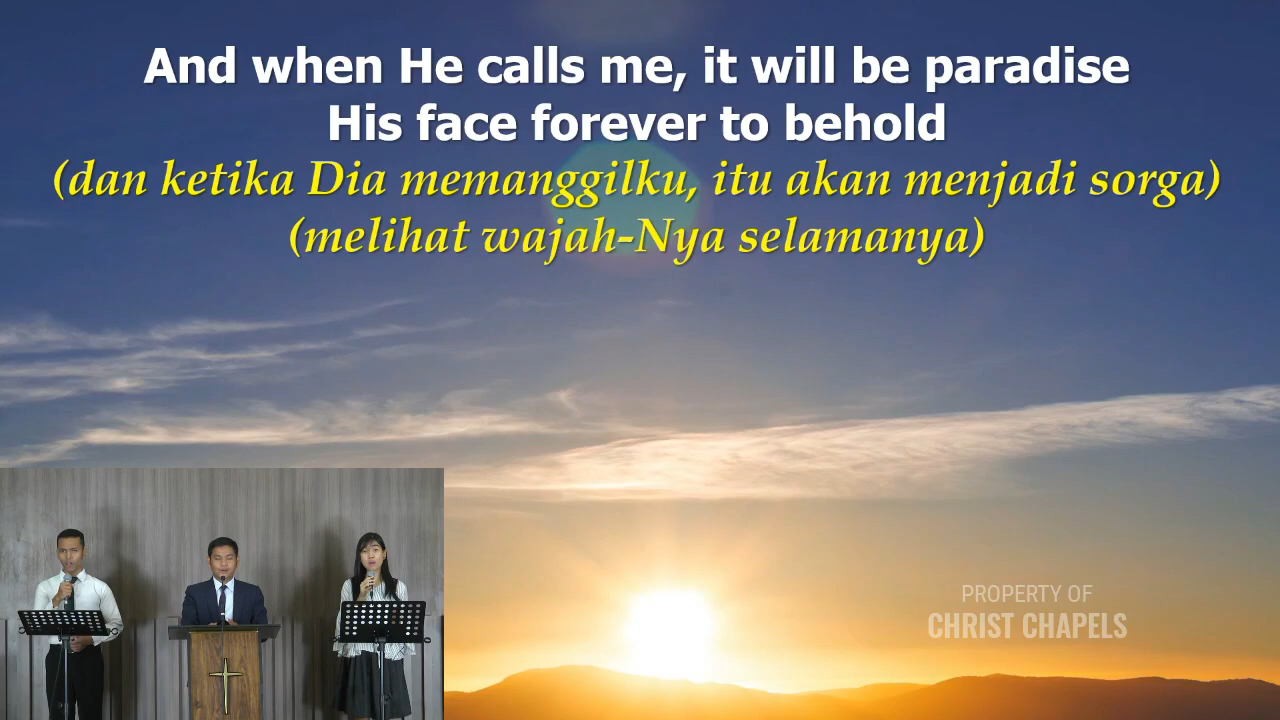 And when He calls me, it will be paradise
His face forever to behold
(dan ketika Dia memanggilku, itu akan menjadi sorga)
(melihat wajah-Nya selamanya)
PROPERTY OF
CHRIST CHAPELS